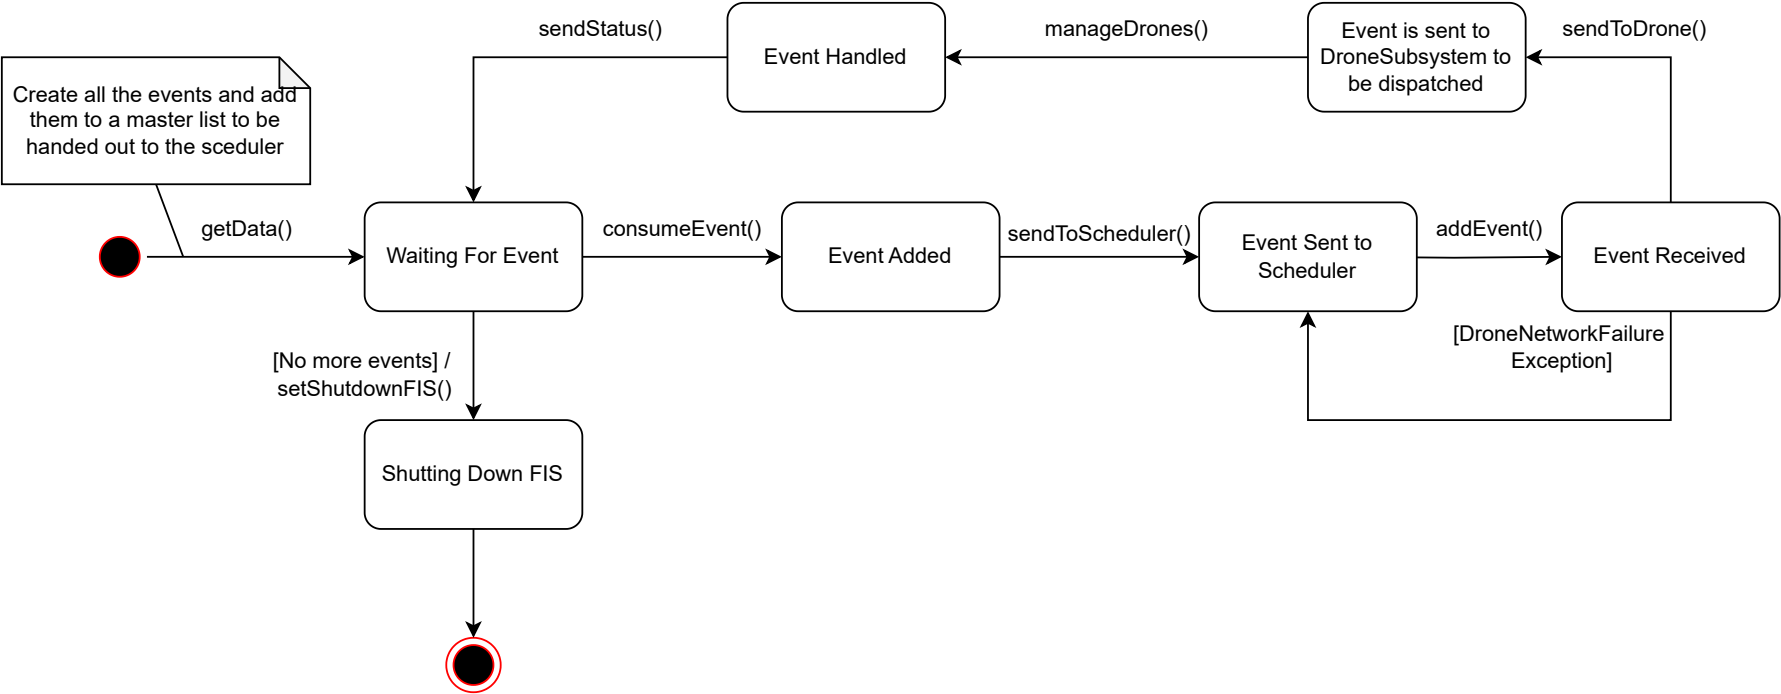 sendStatus()
manageDrones()
sendToDrone()
Event Handled
Event is sent to
DroneSubsystem to
be dispatched
Create all the events and add
them to a master list to be
handed out to the sceduler
getData()
consumeEvent()
sendToScheduler()
addEvent()
Waiting For Event
Event Added
Event Sent to
Scheduler
Event Received
[No more events] /
setShutdownFIS()
[DroneNetworkFailure
Exception]
Shutting Down FIS